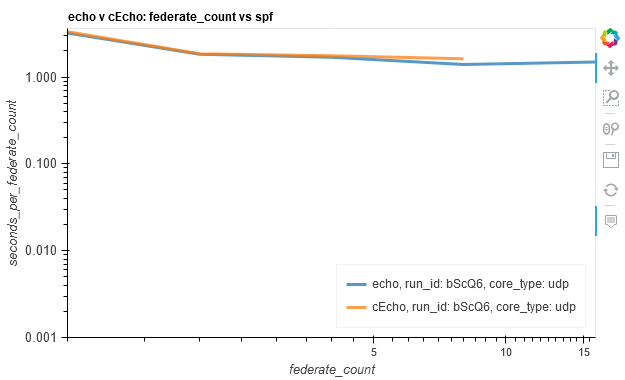 echo v cEcho: federate_count vs spf
seconds_per_federate_count
1.000
0.100
0.010
0.001
echo, run_id: bScQ6, core_type: udp
cEcho, run_id: bScQ6, core_type: udp
5
10
15
federate_count